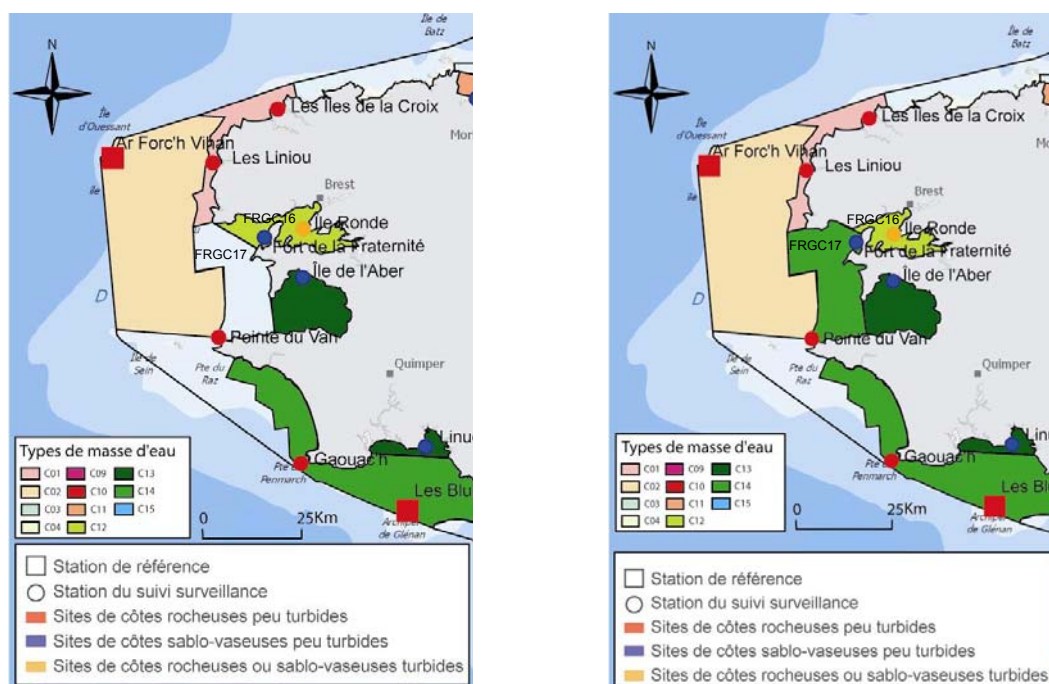 Île de
Batz
N
Île
d'Ouessant
Les Iles de la Croix
Mor
Ar Forc'h Vihan
Les Liniou
île
Brest
FRGC16
Île Ronde
Fort de la Fraternité
FRGC17
Île de l'Aber
D
Pointe du Van
Île de
Sein
Pte du
Raz
Quimper
Types de masse d'eau
C01 C09 C13
C02 C10 C14
C03 C11 C15
C04 C12
Linu
Gaouac'h
Pte de
Penmarch
Les Blu
0 25Km
Archipel
de Glénan
Station de référence
Station du suivi surveillance
Sites de côtes rocheuses peu turbides
Sites de côtes sablo-vaseuses peu turbides
Sites de côtes rocheuses ou sablo-vaseuses turbides
Île de
Batz
N
Île
d'Ouessant
Les Iles de la Croix
Mo
Ar Forc'h Vihan
Les Liniou
île
Brest
FRGC16
Île Ronde
FRGC17
Fort de la Fraternité
Île de l'Aber
D
Pointe du Van
Île de
Sein
Pte du
Raz
Quimper
Types de masse d'eau
C01 C09 C13
C02 C10 C14
C03 C11 C15
C04 C12
Linu
Gaouac'h
Pte de
Penmarch
Les B
0 25Km
Archipel
de Glénan
Station de référence
Station du suivi surveillance
Sites de côtes rocheuses peu turbides
Sites de côtes sablo-vaseuses peu turbides
Sites de côtes rocheuses ou sablo-vaseuses turbides